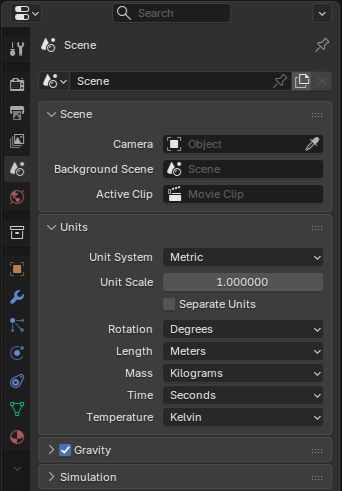 Search
Scene
Scene
Scene
Camera Object
Background Scene Scene
Active Clip Movie Clip
Units
Unit System Metric
Unit Scale 1.000000
Separate Units
Rotation Degrees
Length Meters
Mass Kilograms
Time Seconds
Temperature Kelvin
Gravity
Simulation